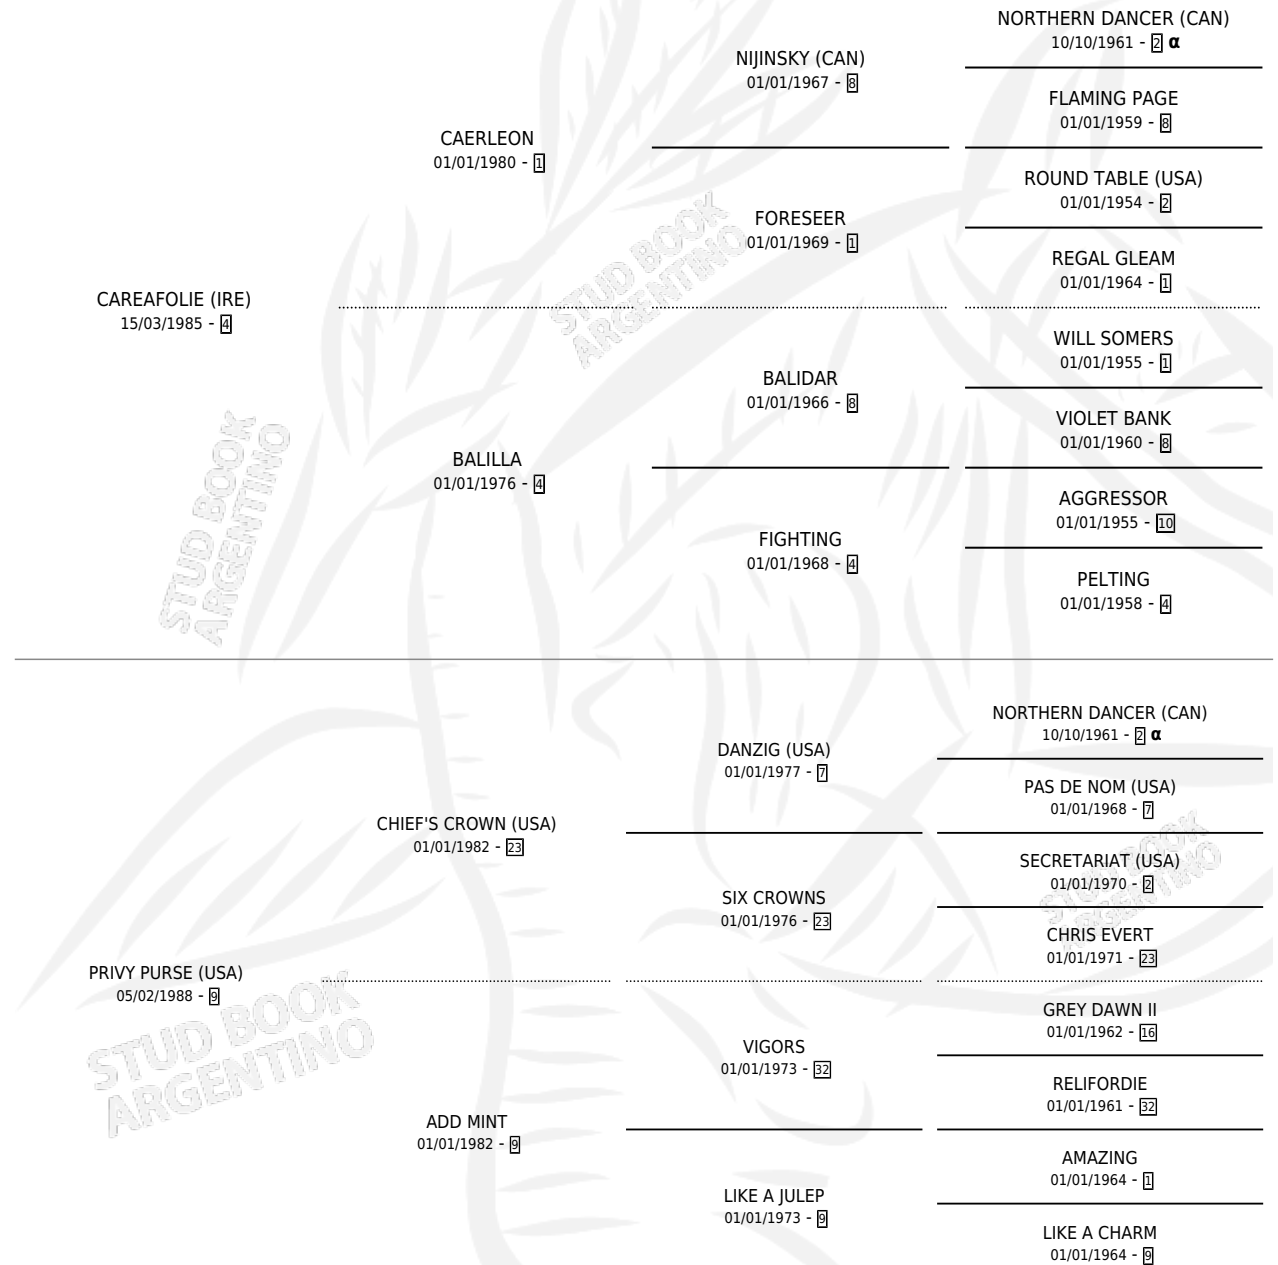 NORTHERN DANCER (CAN)
10/10/1961 - 2 α
NIJINSKY (CAN)
01/01/1967 - 8
FLAMING PAGE
01/01/1959 - 8
CAERLEON
01/01/1980 - 1
ROUND TABLE (USA)
01/01/1954 - 2
FORESEER
01/01/1969 - 1
REGAL GLEAM
01/01/1964 - 1
CAREAFOLIE (IRE)
15/03/1985 - 4
WILL SOMERS
01/01/1955 - 1
BALIDAR
01/01/1966 - 8
VIOLET BANK
01/01/1960 - 8
BALILLA
01/01/1976 - 4
AGGRESSOR
01/01/1955 - 10
FIGHTING
01/01/1968 - 4
PELTING
01/01/1958 - 4
NORTHERN DANCER (CAN)
10/10/1961 - 2 α
DANZIG (USA)
01/01/1977 - 7
PAS DE NOM (USA)
01/01/1968 - 7
CHIEF'S CROWN (USA)
01/01/1982 - 23
SECRETARIAT (USA)
01/01/1970 - 2
SIX CROWNS
01/01/1976 - 23
CHRIS EVERT
01/01/1971 - 23
PRIVY PURSE (USA)
05/02/1988 - 9
GREY DAWN II
01/01/1962 - 16
VIGORS
01/01/1973 - 32
RELIFORDIE
01/01/1961 - 32
ADD MINT
01/01/1982 - 9
AMAZING
01/01/1964 - 1
LIKE A JULEP
01/01/1973 - 9
LIKE A CHARM
01/01/1964 - 9
STUD BOOK
ARGENTINO
STUD BOOK
ARGENTINO
STUD BOOK
ARGENTINO
STUD BOOK
ARGENTINO